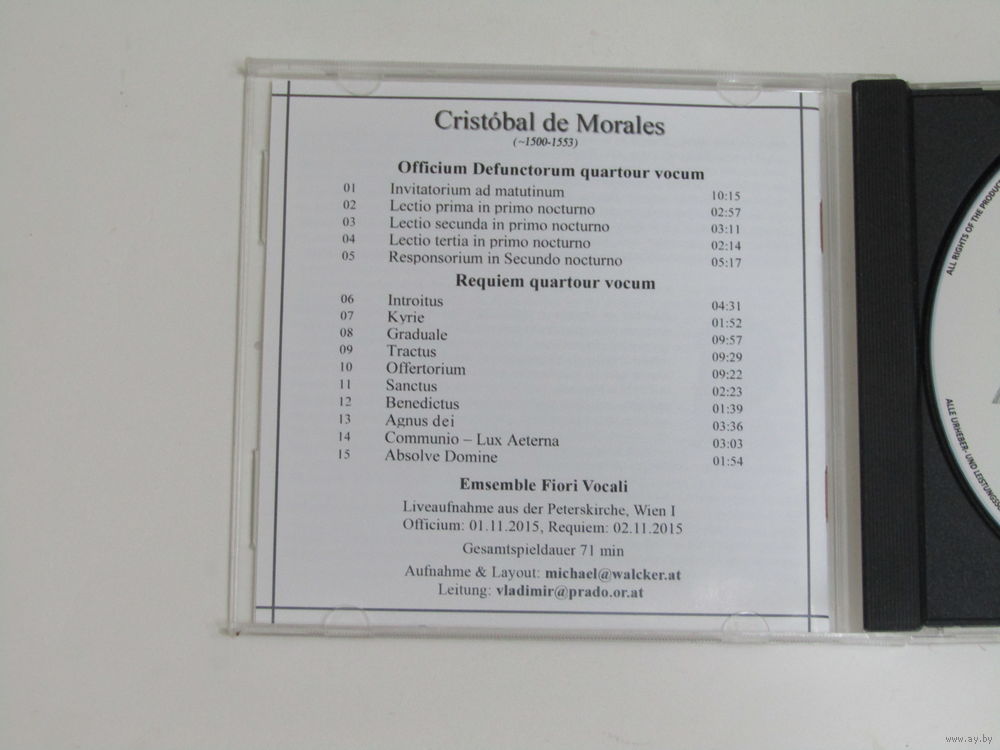 Cristóbal de Morales
(~1500-1553)
Officium Defunctorum quartour vocum
01 Invitatorium ad matutinum 10:15
02 Lectio prima in primo nocturno 02:57
03 Lectio secunda in primo nocturno 03:11
04 Lectio tertia in primo nocturno 02:14
05 Responsorium in Secundo nocturno 05:17
Requiem quartour vocum
06 Introitus 04:31
07 Kyrie 01:52
08 Graduale 09:57
09 Tractus 09:29
10 Offertorium 09:22
11 Sanctus 02:23
12 Benedictus 01:39
13 Agnus dei 03:36
14 Communio – Lux Aeterna 03:03
15 Absolve Domine 01:54
Emsemble Fiori Vocali
Liveaufnahme aus der Peterskirche, Wien I
Officium: 01.11.2015, Requiem: 02.11.2015
Gesamtspieldauer 71 min
Aufnahme & Layout: michael@walcker.at
Leitung: vladimir@prado.or.at
ALL RIGHTS OF THE PRODUC
ALLE URHEBER- UND LEISTUNGSS
www.ay.by